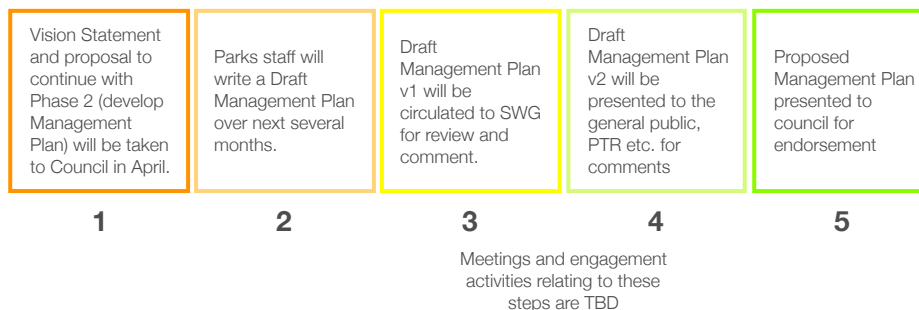 Vision Statement
and proposal to
continue with
Phase 2 (develop
Management
Plan) will be taken
to Council in April.
Parks staff will
write a Draft
Management Plan
over next several
months.
Draft
Management Plan
v1 will be
circulated to SWG
for review and
comment.
Draft
Management Plan
v2 will be
presented to the
general public,
PTR etc. for
comments
Proposed
Management Plan
presented to
council for
endorsement
1
2
3
4
5
Meetings and engagement
activities relating to these
steps are TBD